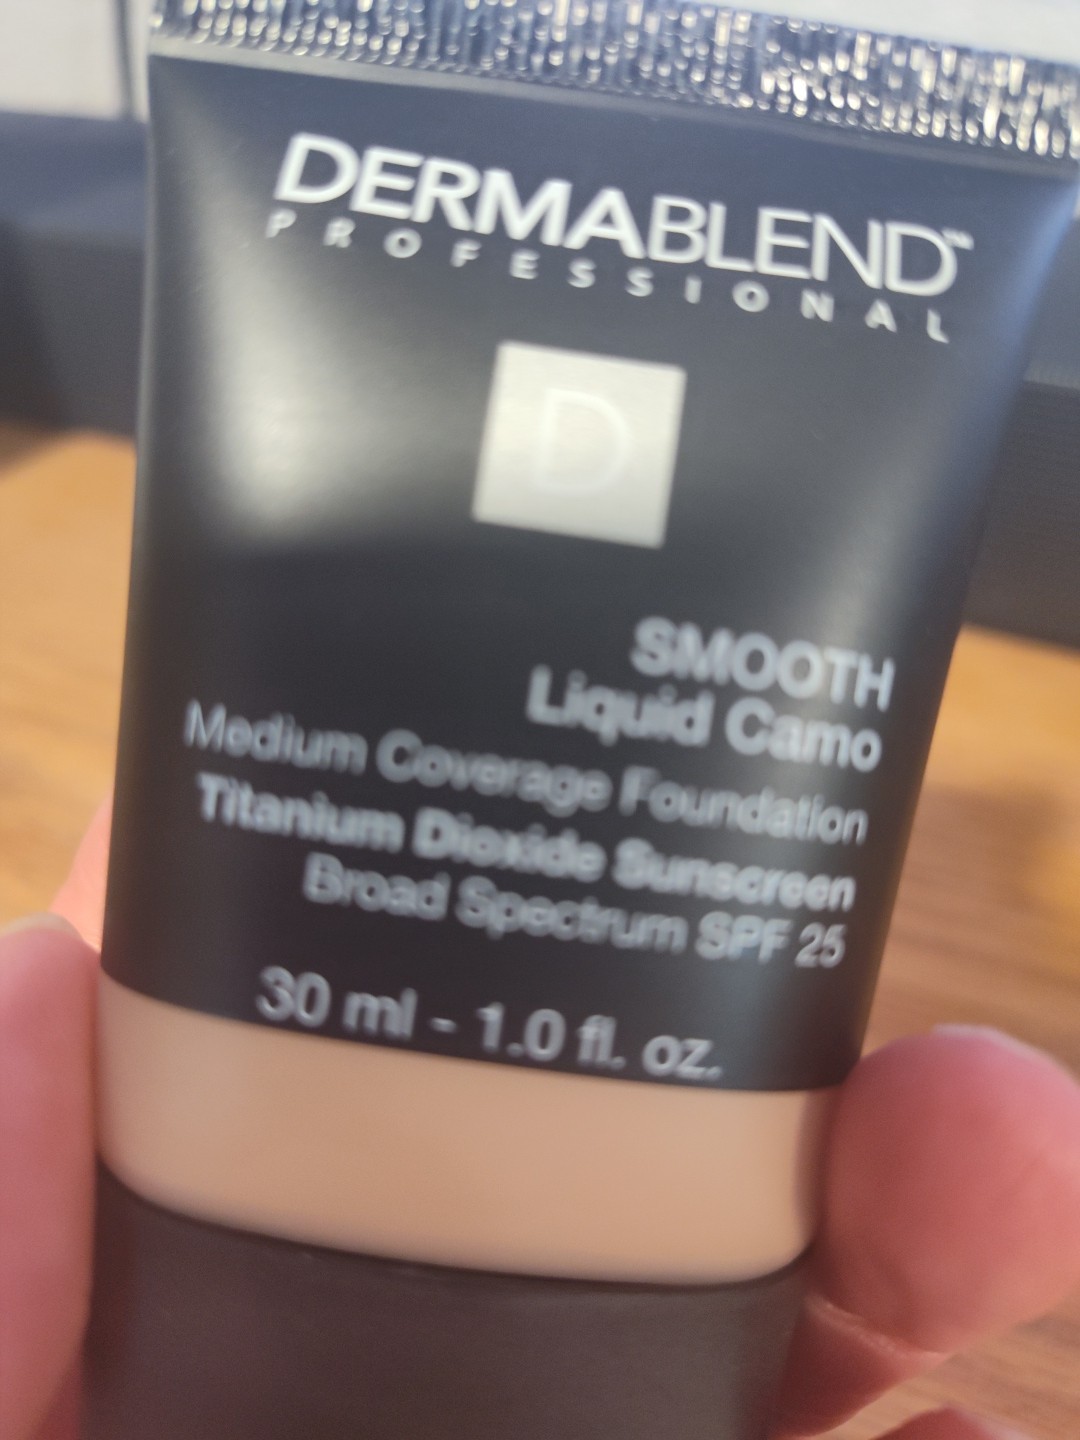 DERMABLEND™
PROFESSIONAL
D
SMOOTH
Liquid Camo
Medium Coverage Foundation
Titanium Dioxide Sunscreen
Broad Spectrum SPF 25
30 ml - 1.0 fl. oz.